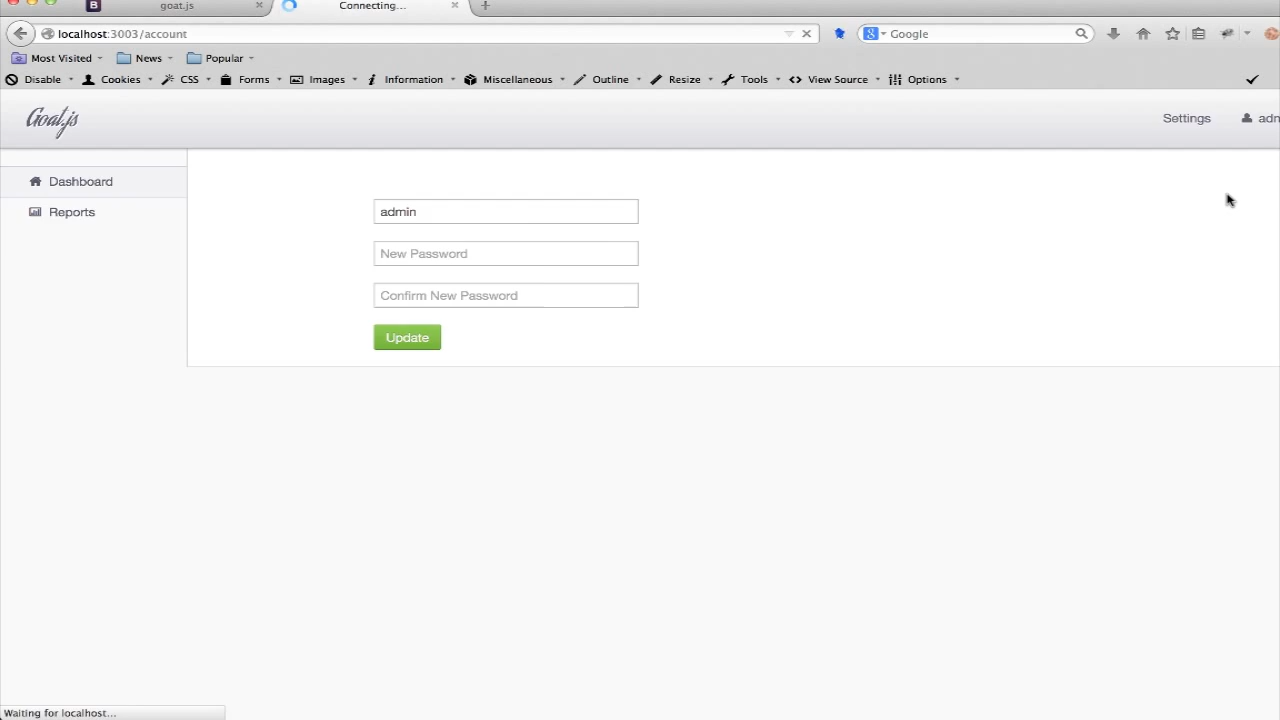 goat.js
Connecting...
localhost:3003/account
Google
Most Visited
News
Popular
Disable
Cookies
CSS
Forms
Images
Information
Miscellaneous
Outline
Resize
Tools
View Source
Options
Goat.js
Settings
adn
Dashboard
Reports
admin
New Password
Confirm New Password
Update
Waiting for localhost...